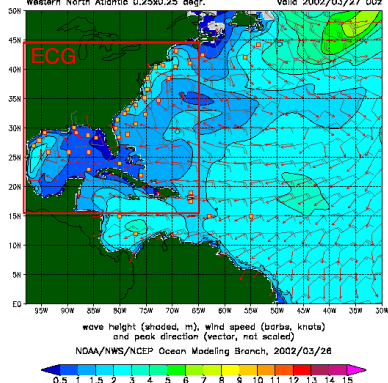 Western North Atlantic 0.25x0.25 degr. Valid 2002/03/27 00z
50N
ECG
45N
40N
35N
30N
25N
20N
15N
10N
5N
EQ
95W 90W 85W 80W 75W 70W 65W 60W 55W 50W 45W 40W 35W 30W
wave height (shaded, m), wind speed (barbs, knots)
and peak direction (vector, not scaled)
NOAA/NWS/NCEP Ocean Modeling Branch, 2002/03/26
0.5 1 1.5 2 3 4 5 6 7 8 9 10 11 12 13 14 15